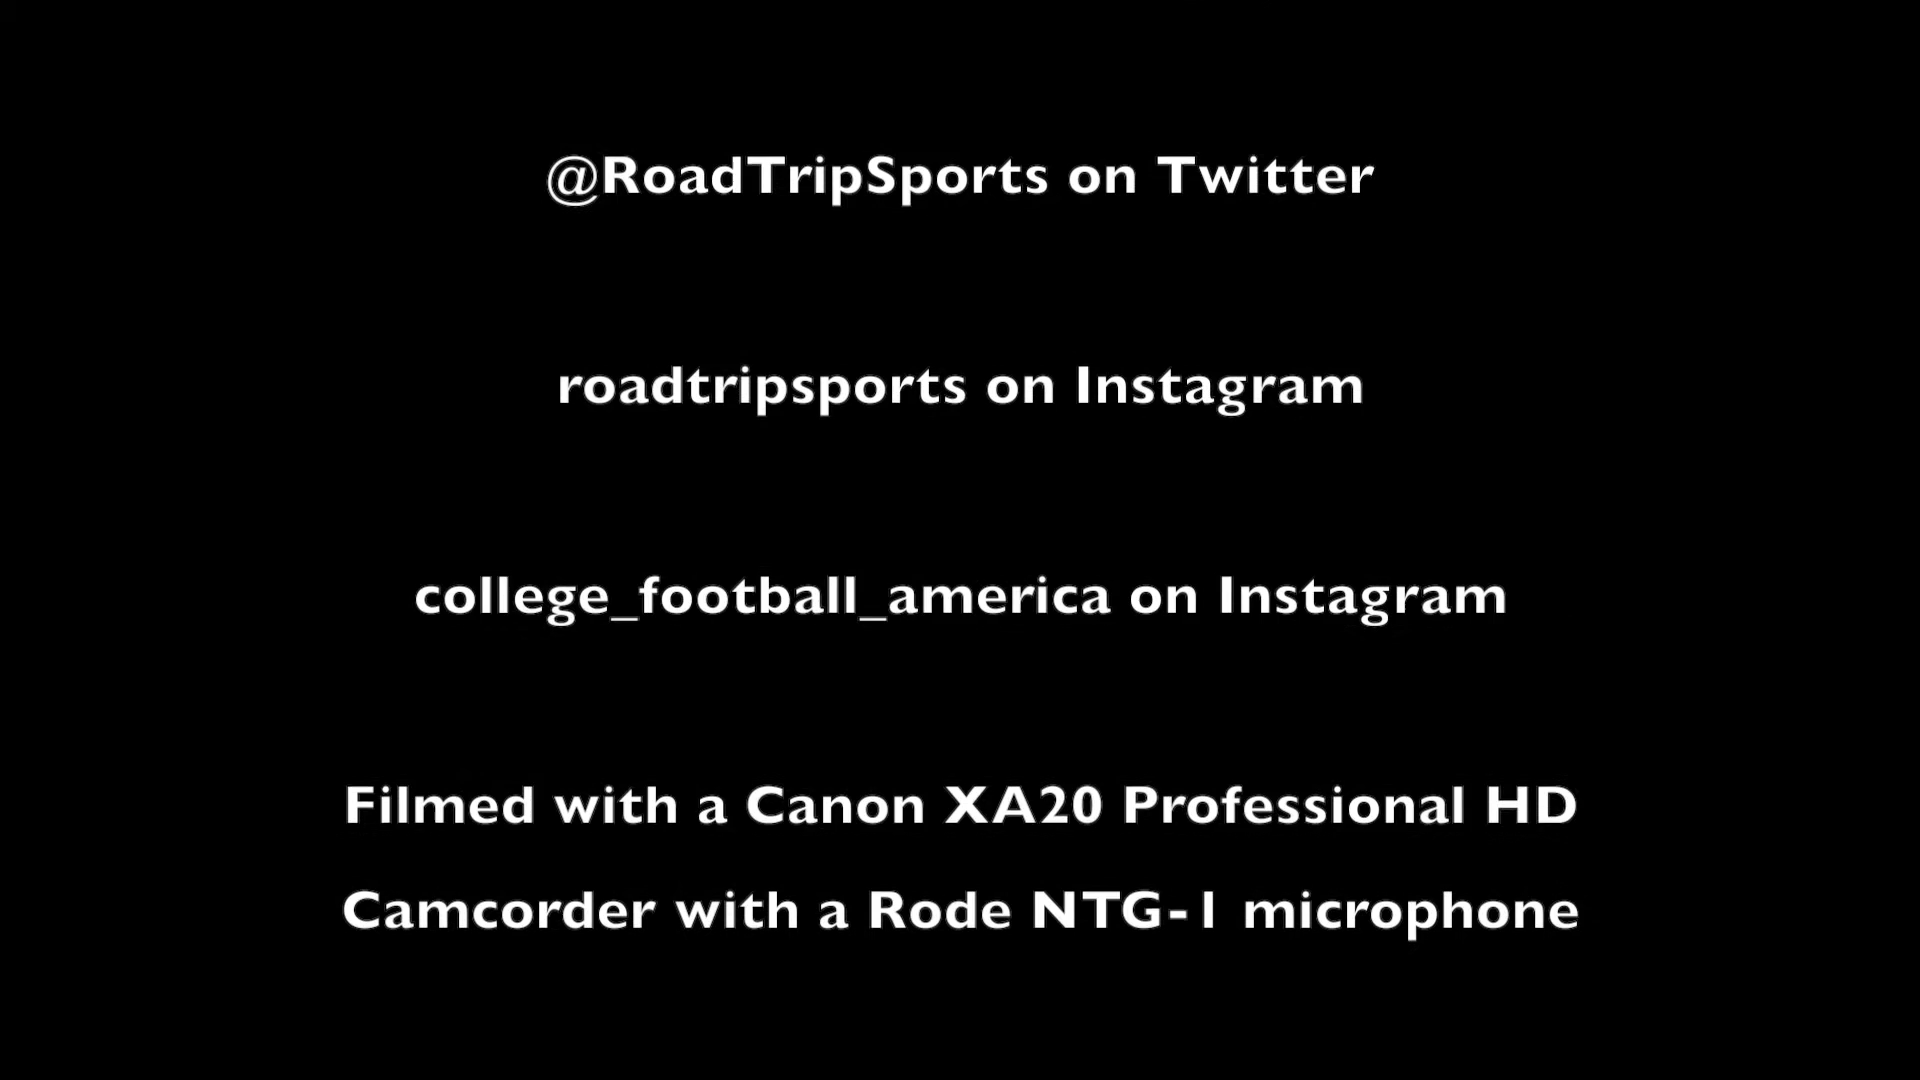 @RoadTripSports on Twitter
roadtripsports on Instagram
college_football_america on Instagram
Filmed with a Canon XA20 Professional HD
Camcorder with a Rode NTG-1 microphone